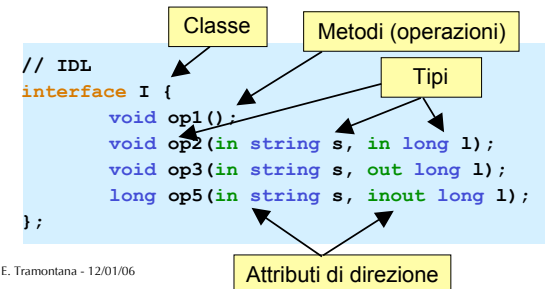 Classe
Metodi (operazioni)
Tipi
// IDL
interface I {
void op1();
void op2(in string s, in long l);
void op3(in string s, out long l);
long op5(in string s, inout long l);
};
E. Tramontana - 12/01/06
Attributi di direzione